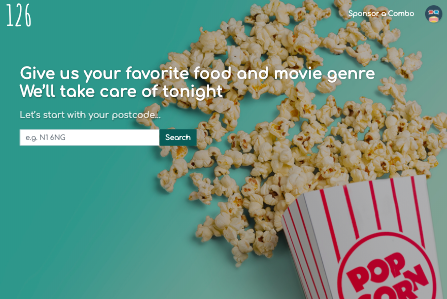 126
Sponsor a Combo
Give us your favorite food and movie genre
We'll take care of tonight
Let's start with your postcode...
e.g. N1 6NG
Search
POP
CORN